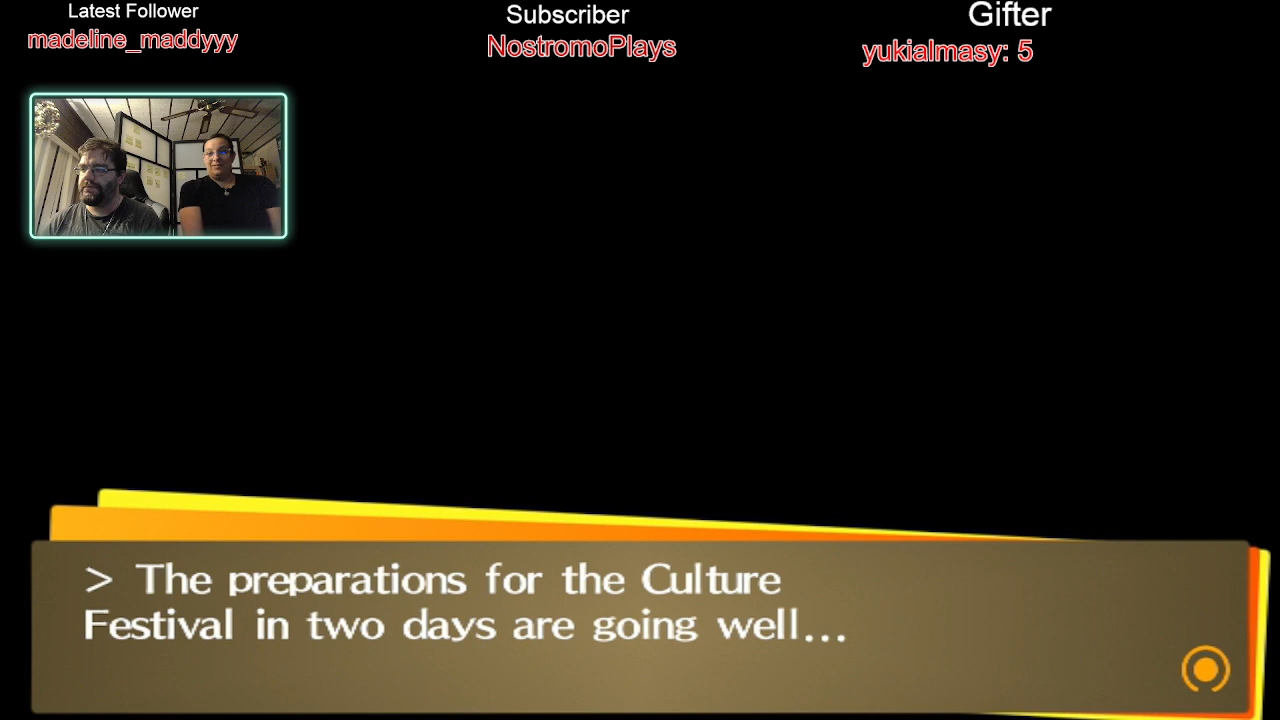 Latest Follower
madeline_maddyyy
Subscriber
NostromoPlays
Gifter
yukialmasy: 5
> The preparations for the Culture
Festival in two days are going well...